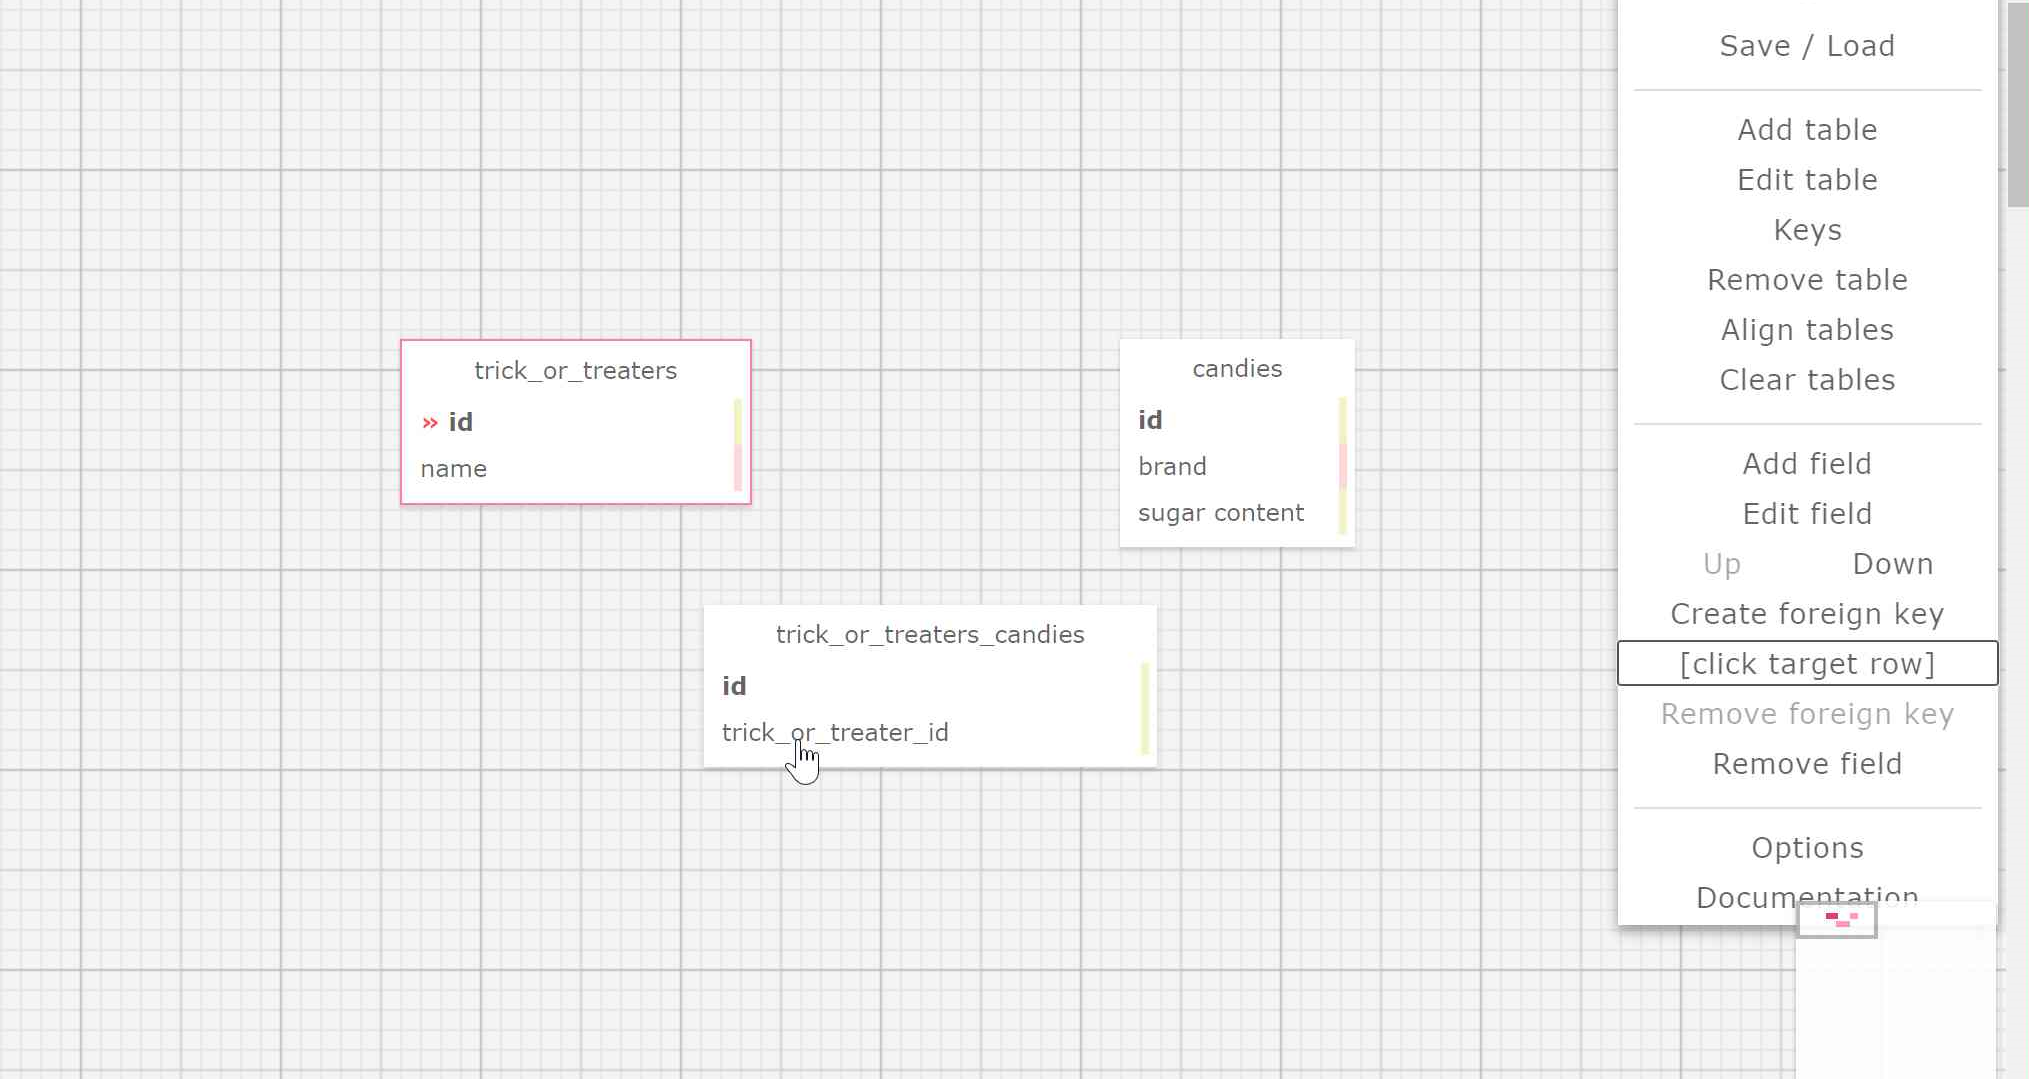 trick_or_treaters
» id
name
candies
id
brand
sugar content
trick_or_treaters_candies
id
trick_or_treater_id
Save / Load
Add table
Edit table
Keys
Remove table
Align tables
Clear tables
Add field
Edit field
Up Down
Create foreign key
[click target row]
Remove foreign key
Remove field
Options
Documentation